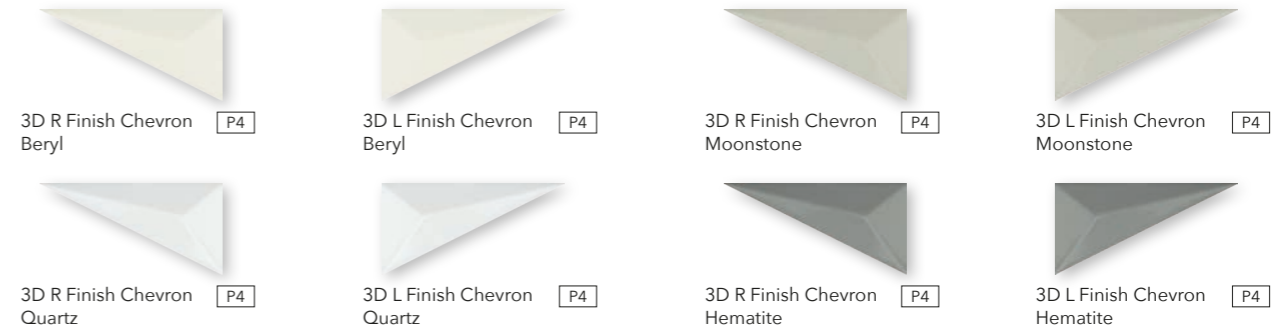 3D R Finish Chevron P4
Beryl
3D L Finish Chevron P4
Beryl
3D R Finish Chevron P4
Moonstone
3D L Finish Chevron P4
Moonstone
3D R Finish Chevron P4
Quartz
3D L Finish Chevron P4
Quartz
3D R Finish Chevron P4
Hematite
3D L Finish Chevron P4
Hematite